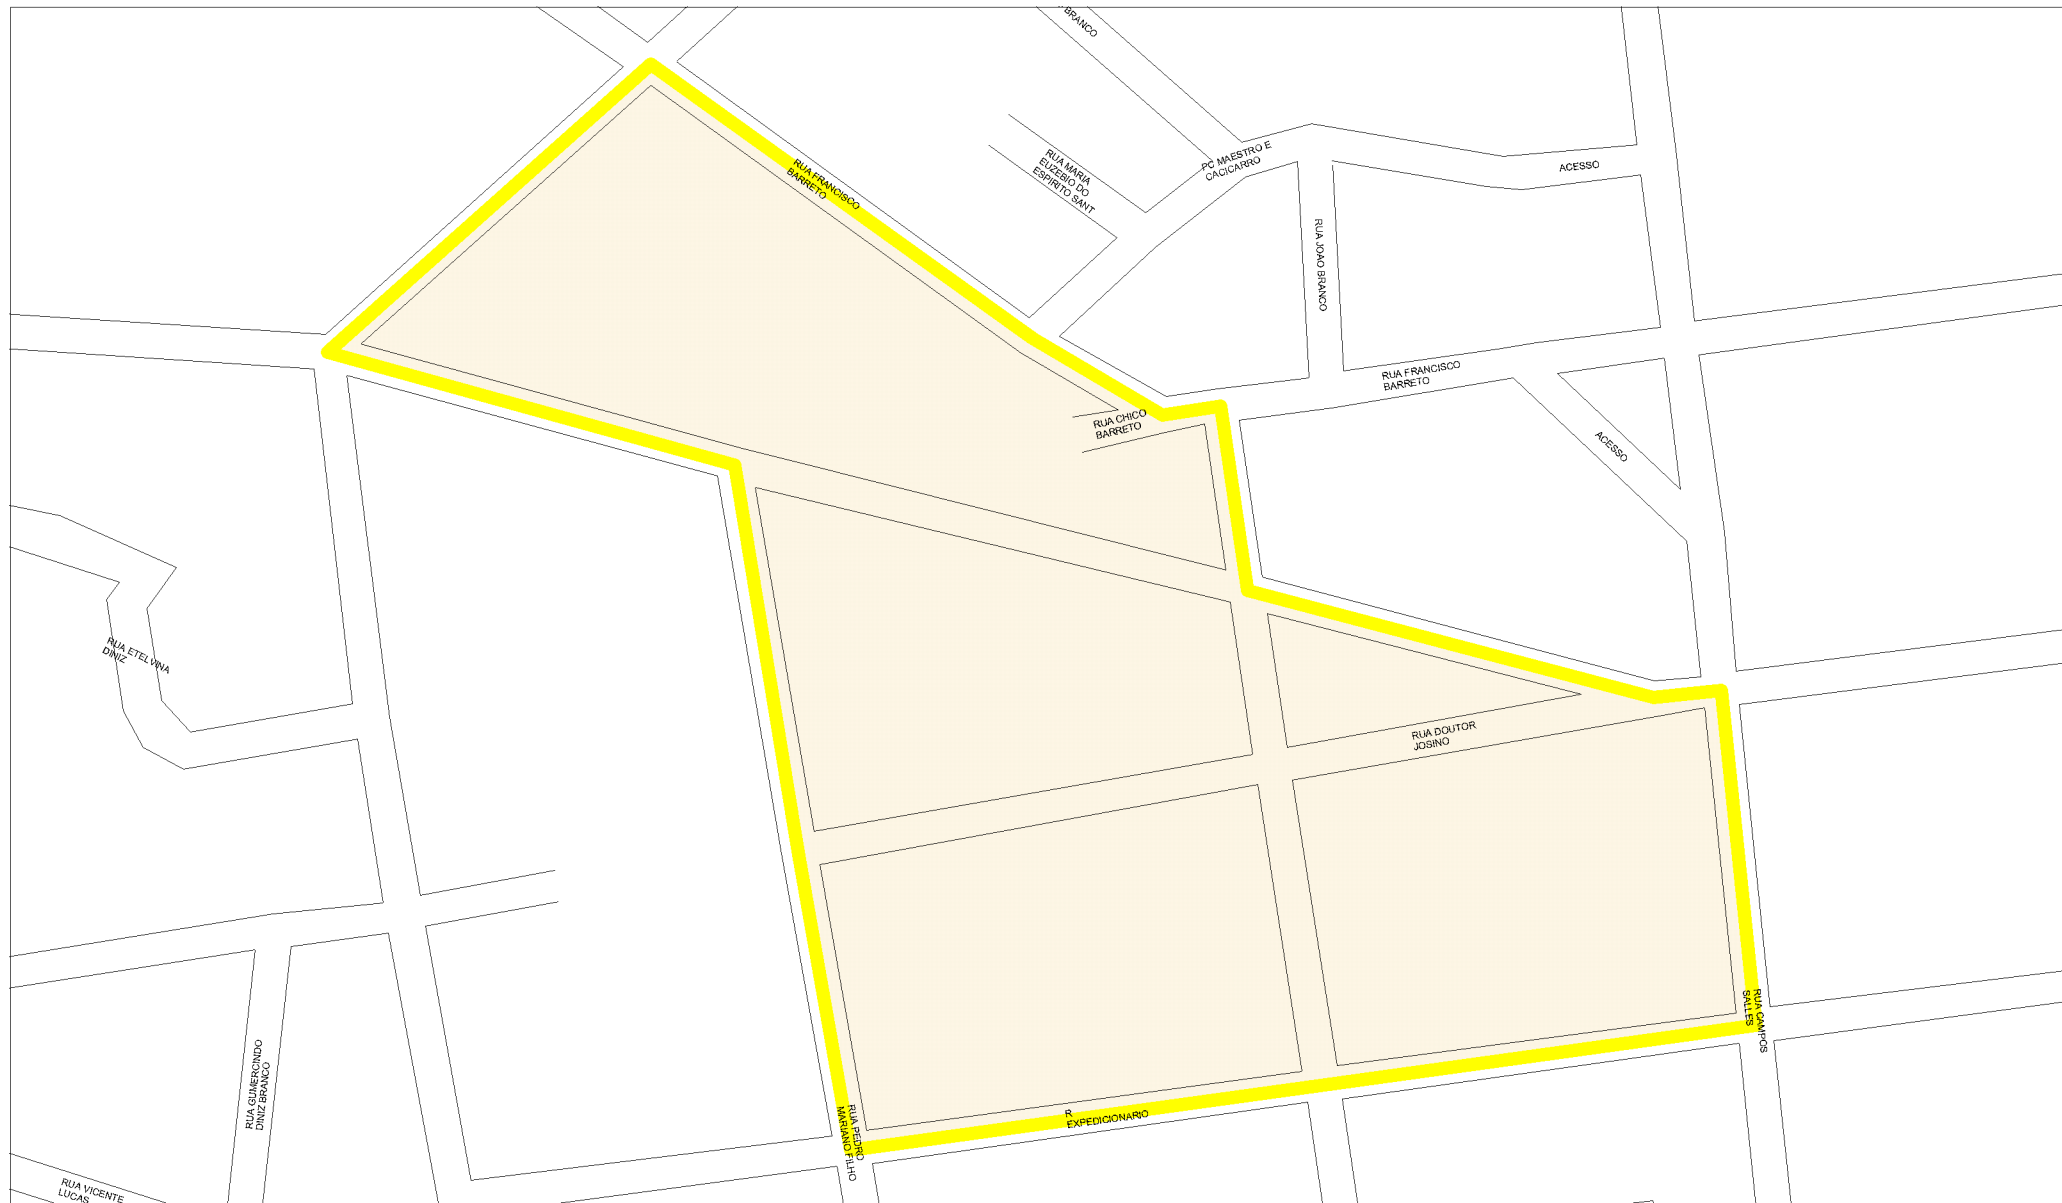 BRANCO
RUA FRANCISCO
BARRETO
RUA MARIA
EUZEBIO DO
ESPIRITO SANT
PC MAESTRO E
CACICARRO
ACESSO
RUA JOAO BRANCO
RUA FRANCISCO
BARRETO
RUA CHICO
BARRETO
ACESSO
RUA ETELVINA
DINIZ
RUA DOUTOR
JOSINO
RUA CAMPOS
SALLES
RUA GUMERCINDO
DINIZ BRANCO
RUA PEDRO
MARIANO FILHO
R
EXPEDICIONARIO
RUA VICENTE
LUCAS